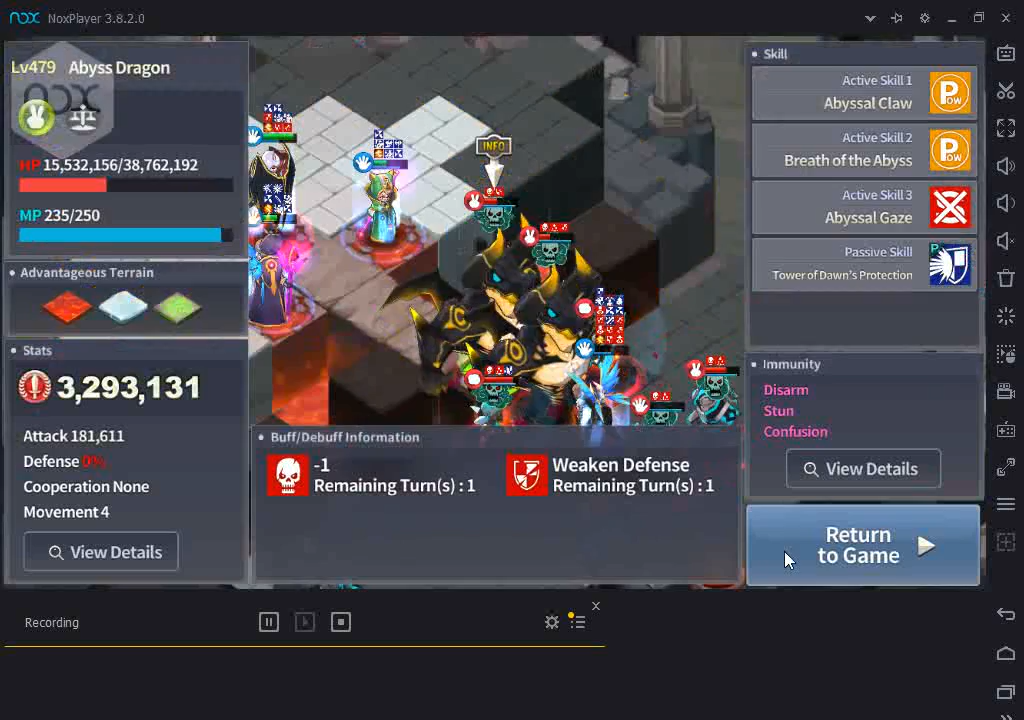 nox NoxPlayer 3.8.2.0
Lv479 Abyss Dragon
nox
HP 15,532,156/38,762,192
MP 235/250
Advantageous Terrain
Stats
3,293,131
Attack 181,611
Defense 0%
Cooperation None
Movement 4
View Details
INFO
Buff/Debuff Information
-1
Remaining Turn(s) : 1
Weaken Defense
Remaining Turn(s) : 1
Skill
Active Skill 1
Abyssal Claw
POW
Active Skill 2
Breath of the Abyss
POW
Active Skill 3
Abyssal Gaze
Passive Skill
Tower of Dawn's Protection
P
Immunity
Disarm
Stun
Confusion
View Details
Return
to Game
Recording